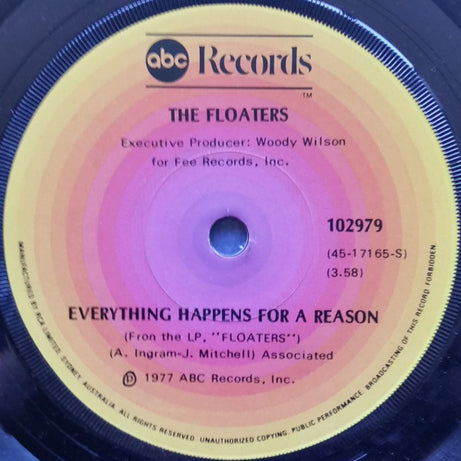 abc Records
TM
THE FLOATERS
Executive Producer: Woody Wilson
for Fee Records, Inc.
102979
(45-17165-S)
(3.58)
EVERYTHING HAPPENS FOR A REASON
(Fron the LP, "FLOATERS")
(A. Ingram-J. Mitchell) Associated
Ⓟ 1977 ABC Records, Inc.
MANUFACTURED BY RCA LIMITED, SYDNEY, AUSTRALIA. ALL RIGHTS RESERVED. UNAUTHORIZED COPYING, PUBLIC PERFORMANCE, BROADCASTING OF THIS RECORD FORBIDDEN.